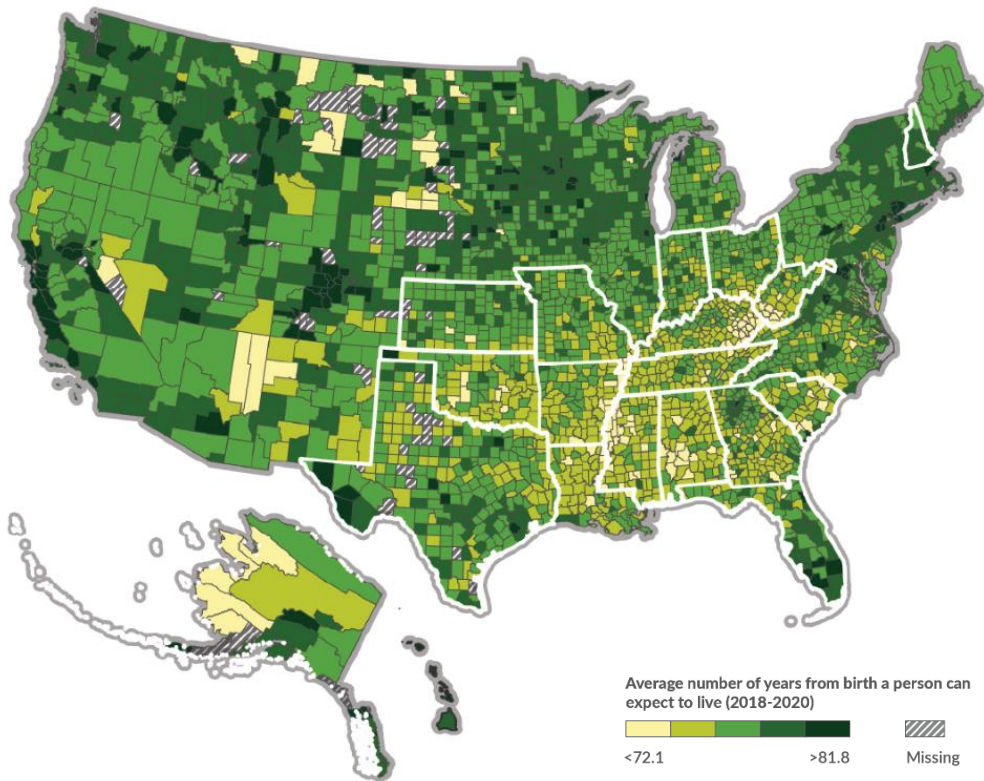 Average number of years from birth a person can
expect to live (2018-2020)
<72.1 >81.8 Missing